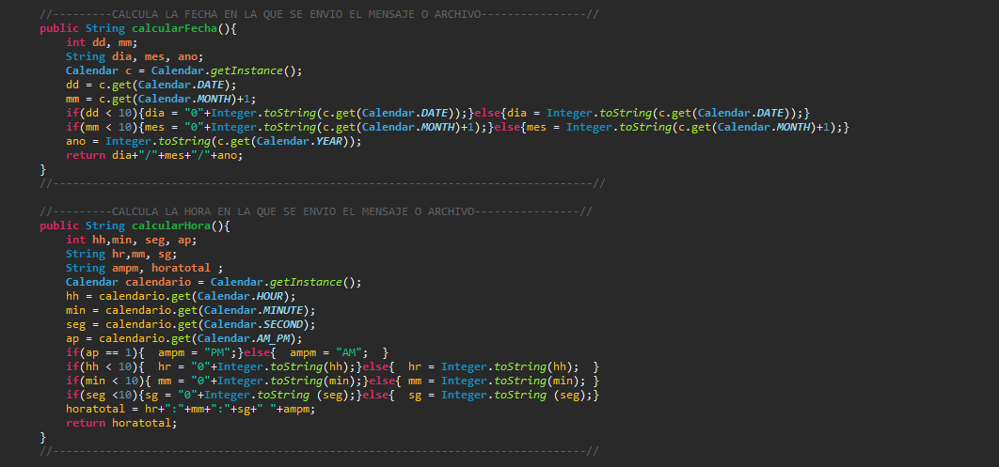 //---------CALCULA LA FECHA EN LA QUE SE ENVIO EL MENSAJE O ARCHIVO----------------//
public String calcularFecha(){
    int dd, mm;
    String dia, mes, ano;
    Calendar c = Calendar.getInstance();
    dd = c.get(Calendar.DATE);
    mm = c.get(Calendar.MONTH)+1;
    if(dd < 10){dia = "0"+Integer.toString(c.get(Calendar.DATE));}else{dia = Integer.toString(c.get(Calendar.DATE));}
    if(mm < 10){mes = "0"+Integer.toString(c.get(Calendar.MONTH)+1);}else{mes = Integer.toString(c.get(Calendar.MONTH)+1);}
    ano = Integer.toString(c.get(Calendar.YEAR));
    return dia+"/"+mes+"/"+ano;
}
//----------------------------------------------------------------------------------//

//---------CALCULA LA HORA EN LA QUE SE ENVIO EL MENSAJE O ARCHIVO----------------//
public String calcularHora(){
    int hh,min, seg, ap;
    String hr,mm, sg;
    String ampm, horatotal ;
    Calendar calendario = Calendar.getInstance();
    hh = calendario.get(Calendar.HOUR);
    min = calendario.get(Calendar.MINUTE);
    seg = calendario.get(Calendar.SECOND);
    ap = calendario.get(Calendar.AM_PM);
    if(ap == 1){  ampm = "PM";}else{  ampm = "AM";  }
    if(hh < 10){  hr = "0"+Integer.toString(hh);}else{  hr = Integer.toString(hh);  }
    if(min < 10){ mm = "0"+Integer.toString(min);}else{ mm = Integer.toString(min); }
    if(seg <10){sg = "0"+Integer.toString (seg);}else{  sg = Integer.toString (seg);}
    horatotal = hr+":"+mm+":"+sg+" "+ampm;
    return horatotal;
}
//---------------------------------------------------------------------------------//